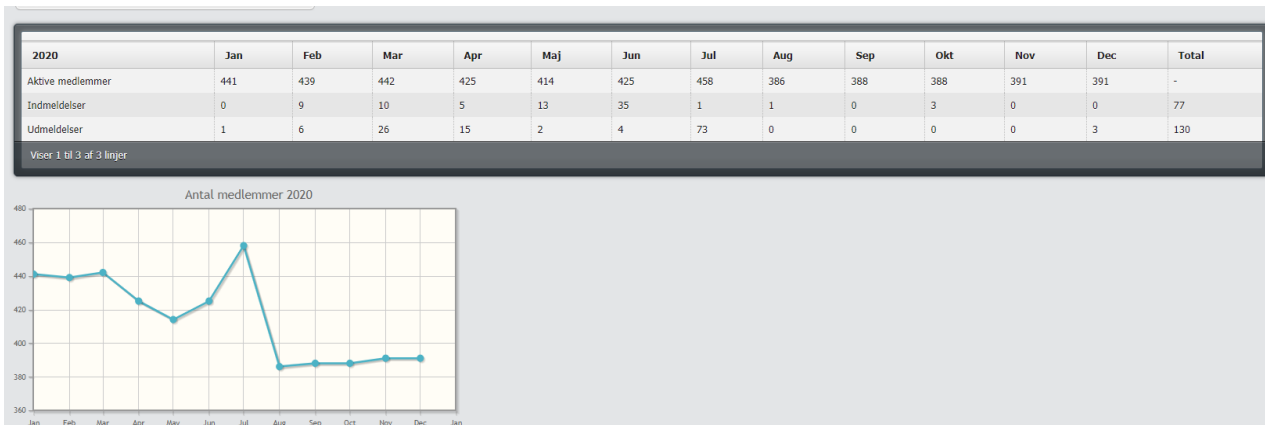 2020 Jan Feb Mar Apr Maj Jun Jul Aug Sep Okt Nov Dec Total
Aktive medlemmer 441 439 442 425 414 425 458 386 388 388 391 391 -
Indmeldelser 0 9 10 5 13 35 1 1 0 3 0 0 77
Udmeldelser 1 6 26 15 2 4 73 0 0 0 0 3 130
Viser 1 til 3 af 3 linjer
Antal medlemmer 2020
480
460
440
420
400
380
360
Jan Feb Mar Apr May Jun Jul Aug Sep Oct Nov Dec Jan